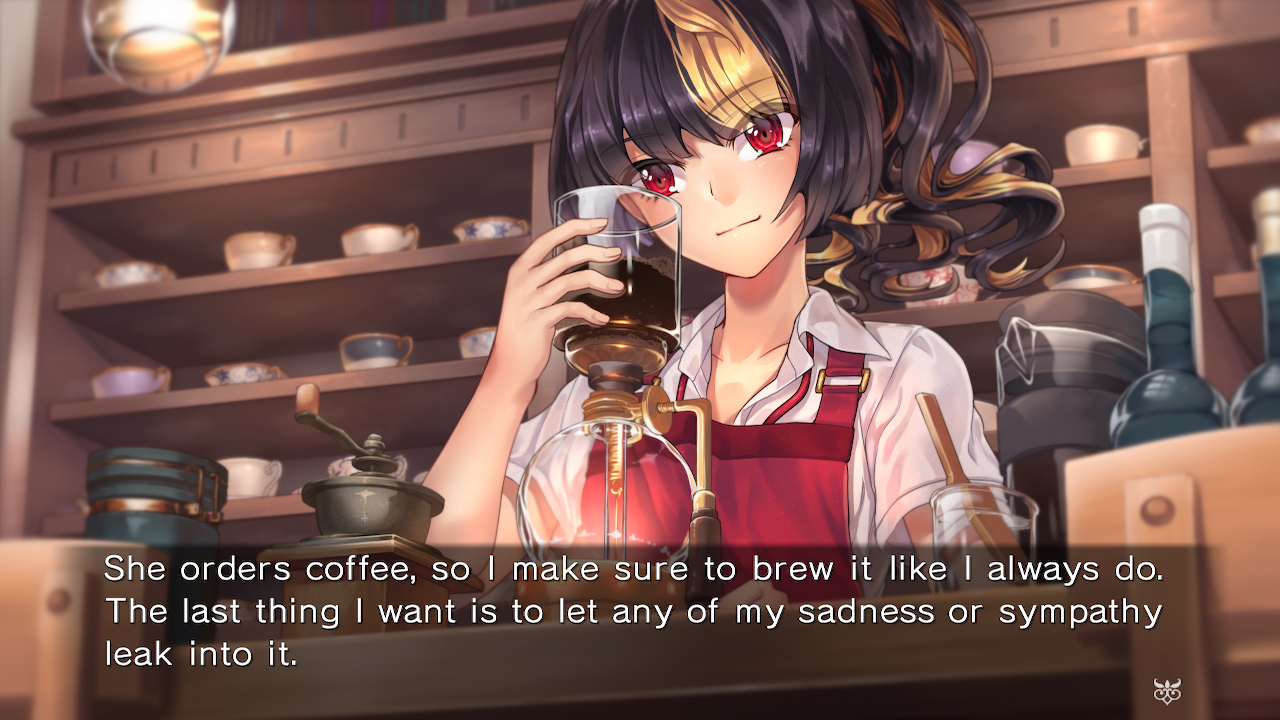 She orders coffee, so I make sure to brew it like I always do.
The last thing I want is to let any of my sadness or sympathy
leak into it.